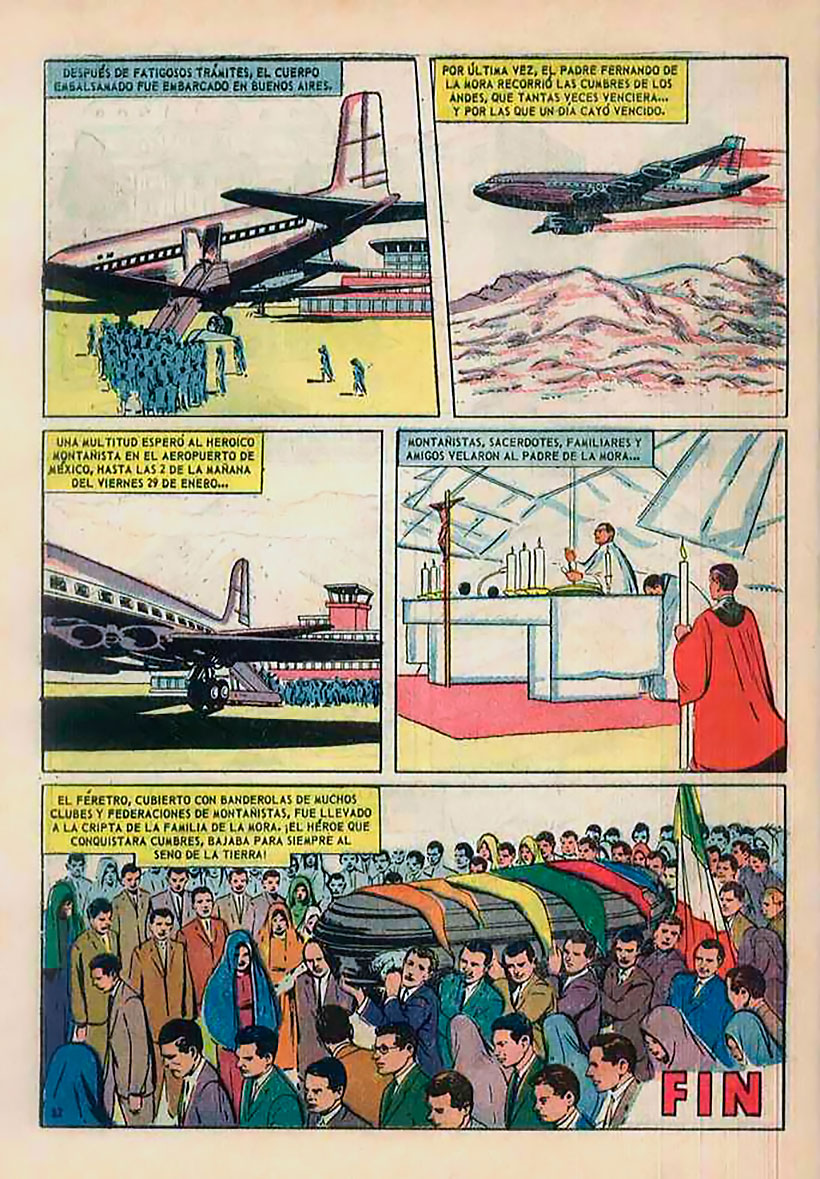 DESPUÉS DE FATIGOSOS TRÁMITES, EL CUERPO
EMBALSAMADO FUE EMBARCADO EN BUENOS AIRES.
POR ÚLTIMA VEZ, EL PADRE FERNANDO DE
LA MORA RECORRIÓ LAS CUMBRES DE LOS
ANDES, QUE TANTAS VECES VENCIERA...
Y POR LAS QUE UN DÍA CAYÓ VENCIDO.
UNA MULTITUD ESPERÓ AL HEROICO
MONTAÑISTA EN EL AEROPUERTO DE
MÉXICO, HASTA LAS 2 DE LA MAÑANA
DEL VIERNES 29 DE ENERO...
MONTAÑISTAS, SACERDOTES, FAMILIARES Y
AMIGOS VELARON AL PADRE DE LA MORA...
EL FÉRETRO, CUBIERTO CON BANDEROLAS DE MUCHOS
CLUBES Y FEDERACIONES DE MONTAÑISTAS, FUE LLEVADO
A LA CRIPTA DE LA FAMILIA DE LA MORA. ¡EL HÉROE QUE
CONQUISTARA CUMBRES, BAJABA PARA SIEMPRE AL
SENO DE LA TIERRA!
FIN